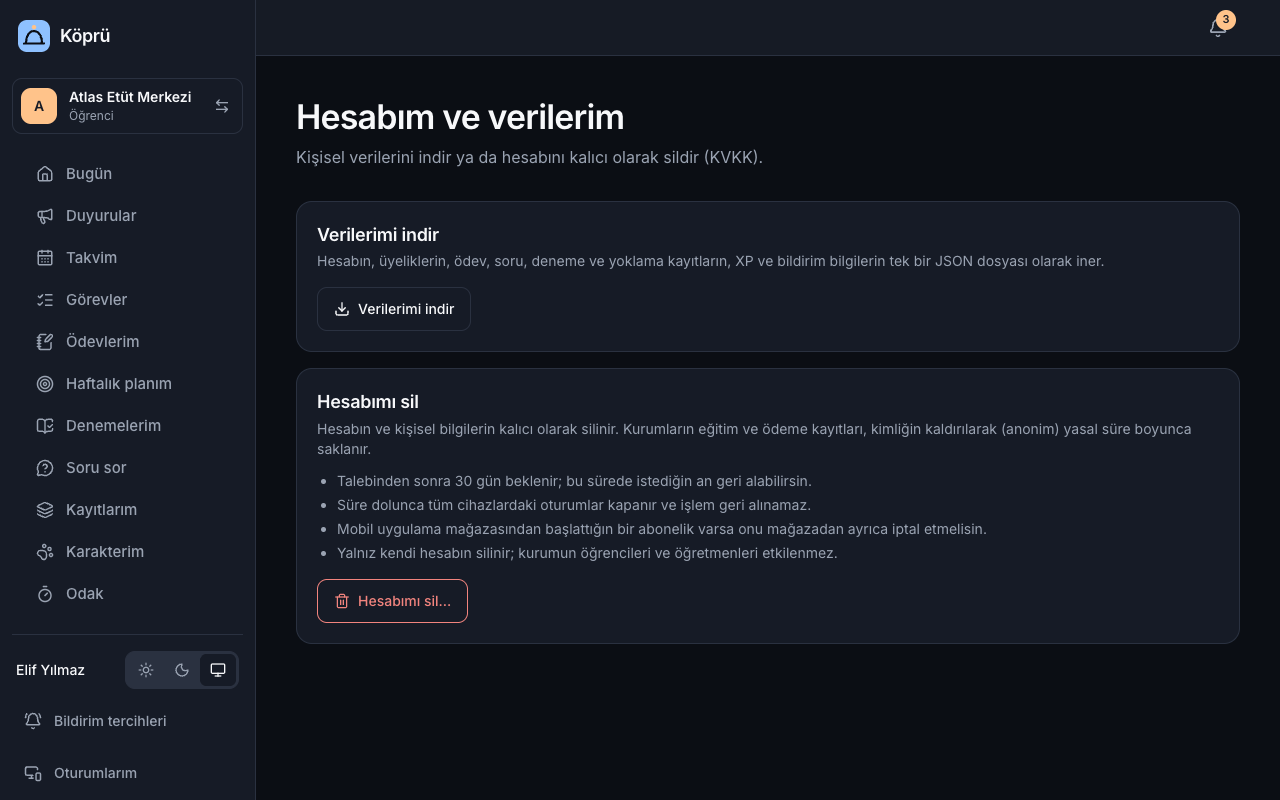 Köprü
A
Atlas Etüt Merkezi
Öğrenci
Bugün
Duyurular
Takvim
Görevler
Ödevlerim
Haftalık planım
Denemelerim
Soru sor
Kayıtlarım
Karakterim
Odak
Elif Yılmaz
Bildirim tercihleri
Oturumlarım
3
Hesabım ve verilerim
Kişisel verilerini indir ya da hesabını kalıcı olarak sildir (KVKK).
Verilerimi indir
Hesabın, üyeliklerin, ödev, soru, deneme ve yoklama kayıtların, XP ve bildirim bilgilerin tek bir JSON dosyası olarak iner.
Verilerimi indir
Hesabımı sil
Hesabın ve kişisel bilgilerin kalıcı olarak silinir. Kurumların eğitim ve ödeme kayıtları, kimliğin kaldırılarak (anonim) yasal süre boyunca
saklanır.
• Talebinden sonra 30 gün beklenir; bu sürede istediğin an geri alabilirsin.
• Süre dolunca tüm cihazlardaki oturumlar kapanır ve işlem geri alınamaz.
• Mobil uygulama mağazasından başlattığın bir abonelik varsa onu mağazadan ayrıca iptal etmelisin.
• Yalnız kendi hesabın silinir; kurumun öğrencileri ve öğretmenleri etkilenmez.
Hesabımı sil...